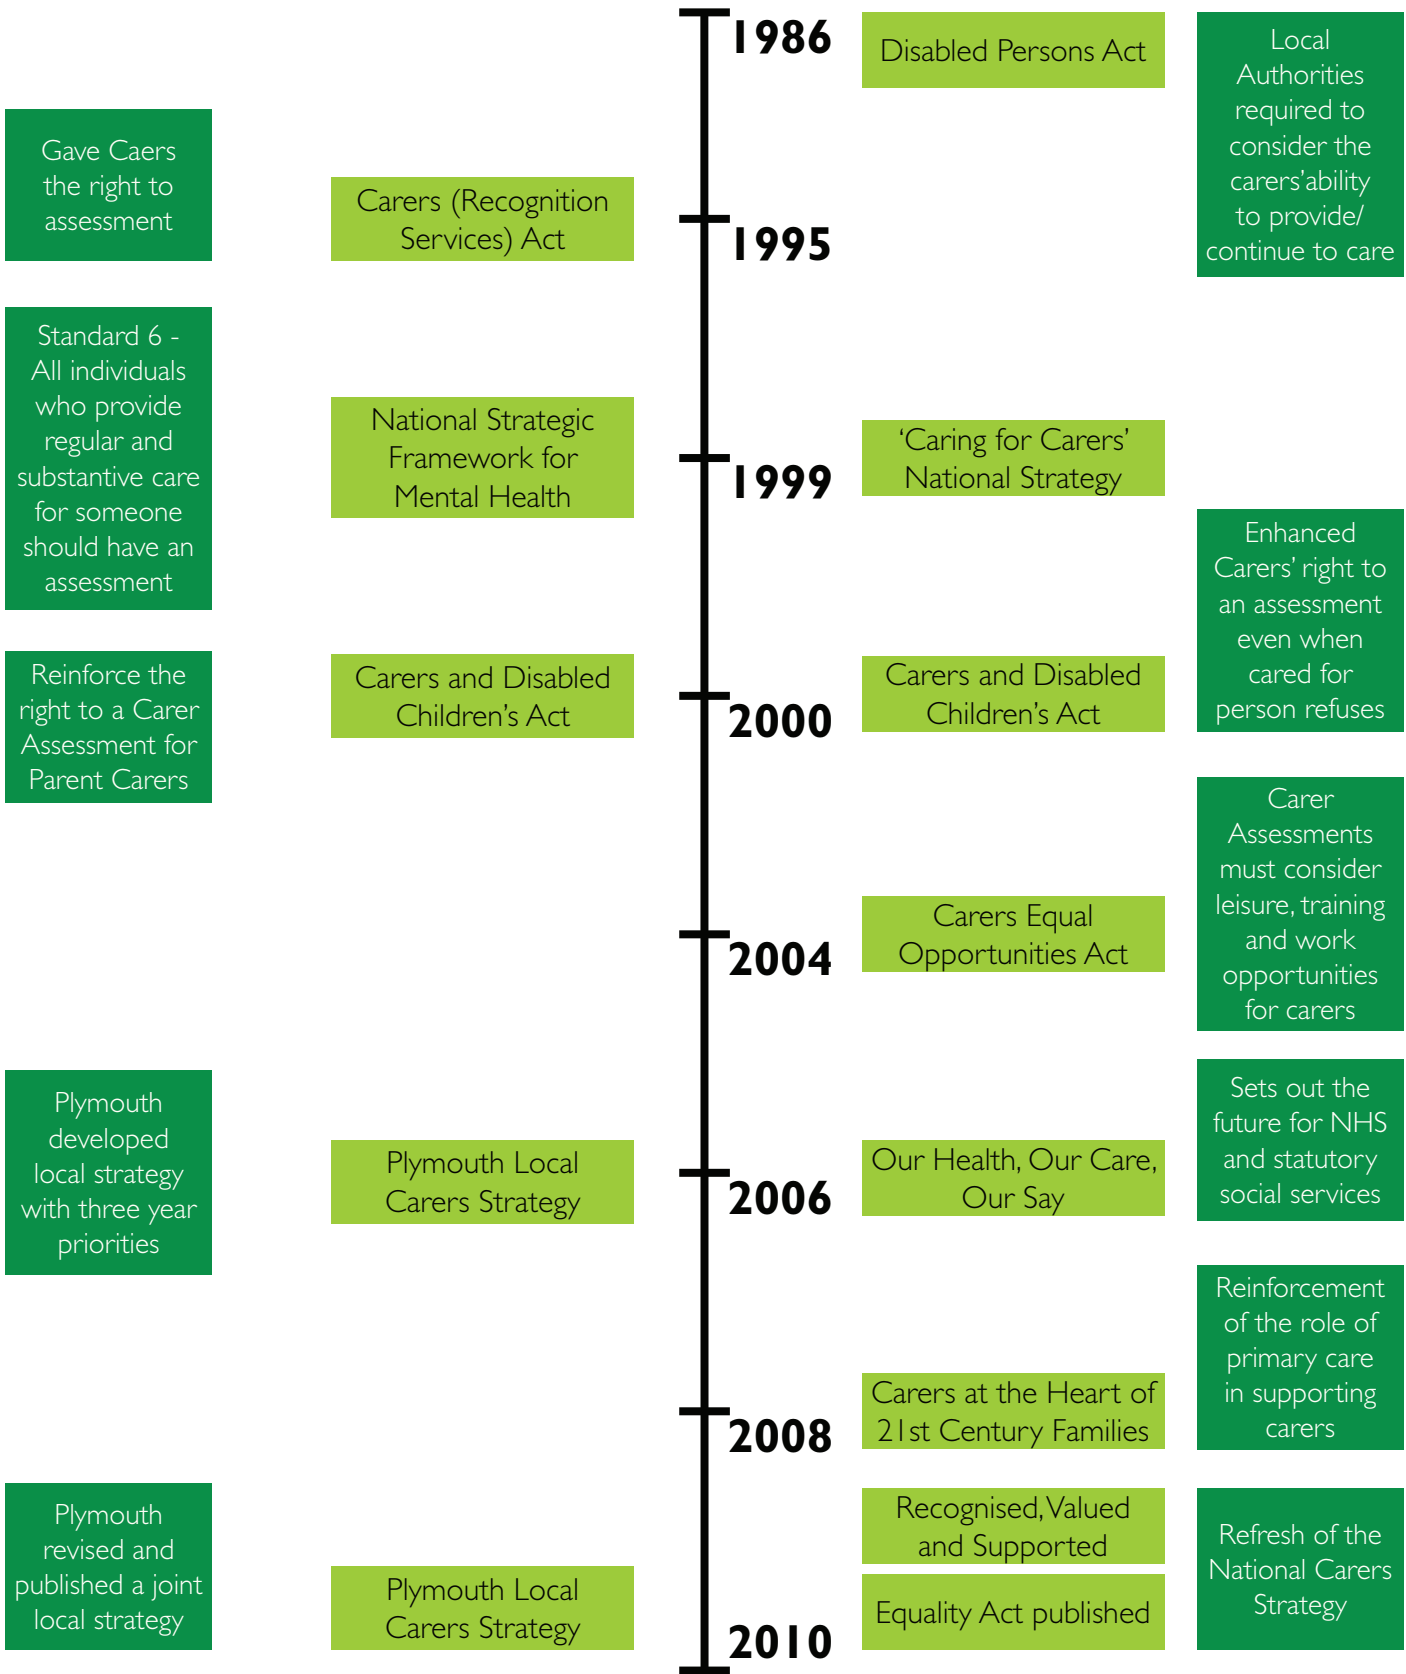 1986
Disabled Persons Act
Local
Authorities
required to
consider the
carers’ability
to provide/
continue to care
Gave Caers
the right to
assessment
Carers (Recognition
Services) Act
1995
Standard 6 -
All individuals
who provide
regular and
substantive care
for someone
should have an
assessment
National Strategic
Framework for
Mental Health
1999
‘Caring for Carers’
National Strategy
Enhanced
Carers’ right to
an assessment
even when
cared for
person refuses
Reinforce the
right to a Carer
Assessment for
Parent Carers
Carers and Disabled
Children’s Act
2000
Carers and Disabled
Children’s Act
Carer
Assessments
must consider
leisure, training
and work
opportunities
for carers
2004
Carers Equal
Opportunities Act
Plymouth
developed
local strategy
with three year
priorities
Plymouth Local
Carers Strategy
2006
Our Health, Our Care,
Our Say
Sets out the
future for NHS
and statutory
social services
Reinforcement
of the role of
primary care
in supporting
carers
2008
Carers at the Heart of
21st Century Families
Plymouth
revised and
published a joint
local strategy
Plymouth Local
Carers Strategy
2010
Recognised, Valued
and Supported
Equality Act published
Refresh of the
National Carers
Strategy